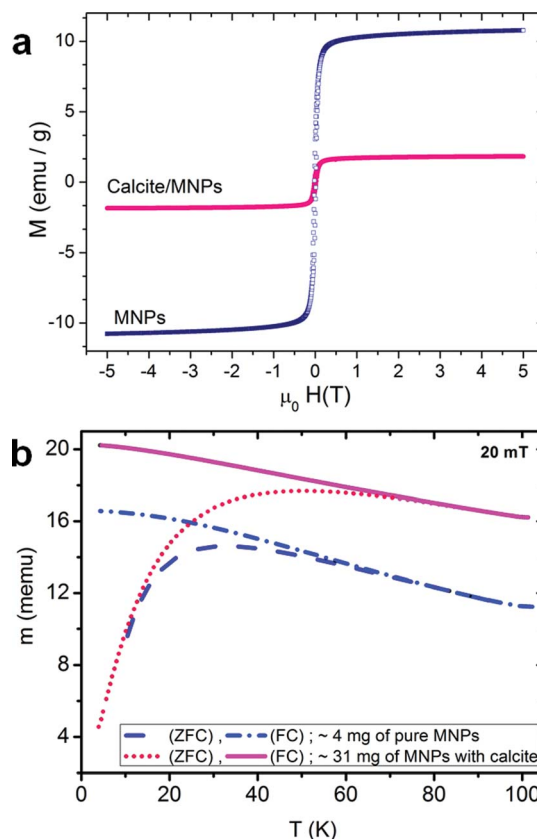 a
M (emu / g)
10
5
0
-5
-10
Calcite/MNPs
MNPs
-5 -4 -3 -2 -1 0 1 2 3 4 5
μ₀ H(T)
b
20 mT
m (memu)
20
16
12
8
4
(ZFC) , (FC) ; ~ 4 mg of pure MNPs
(ZFC) , (FC) ; ~ 31 mg of MNPs with calcite
0 20 40 60 80 100
T (K)